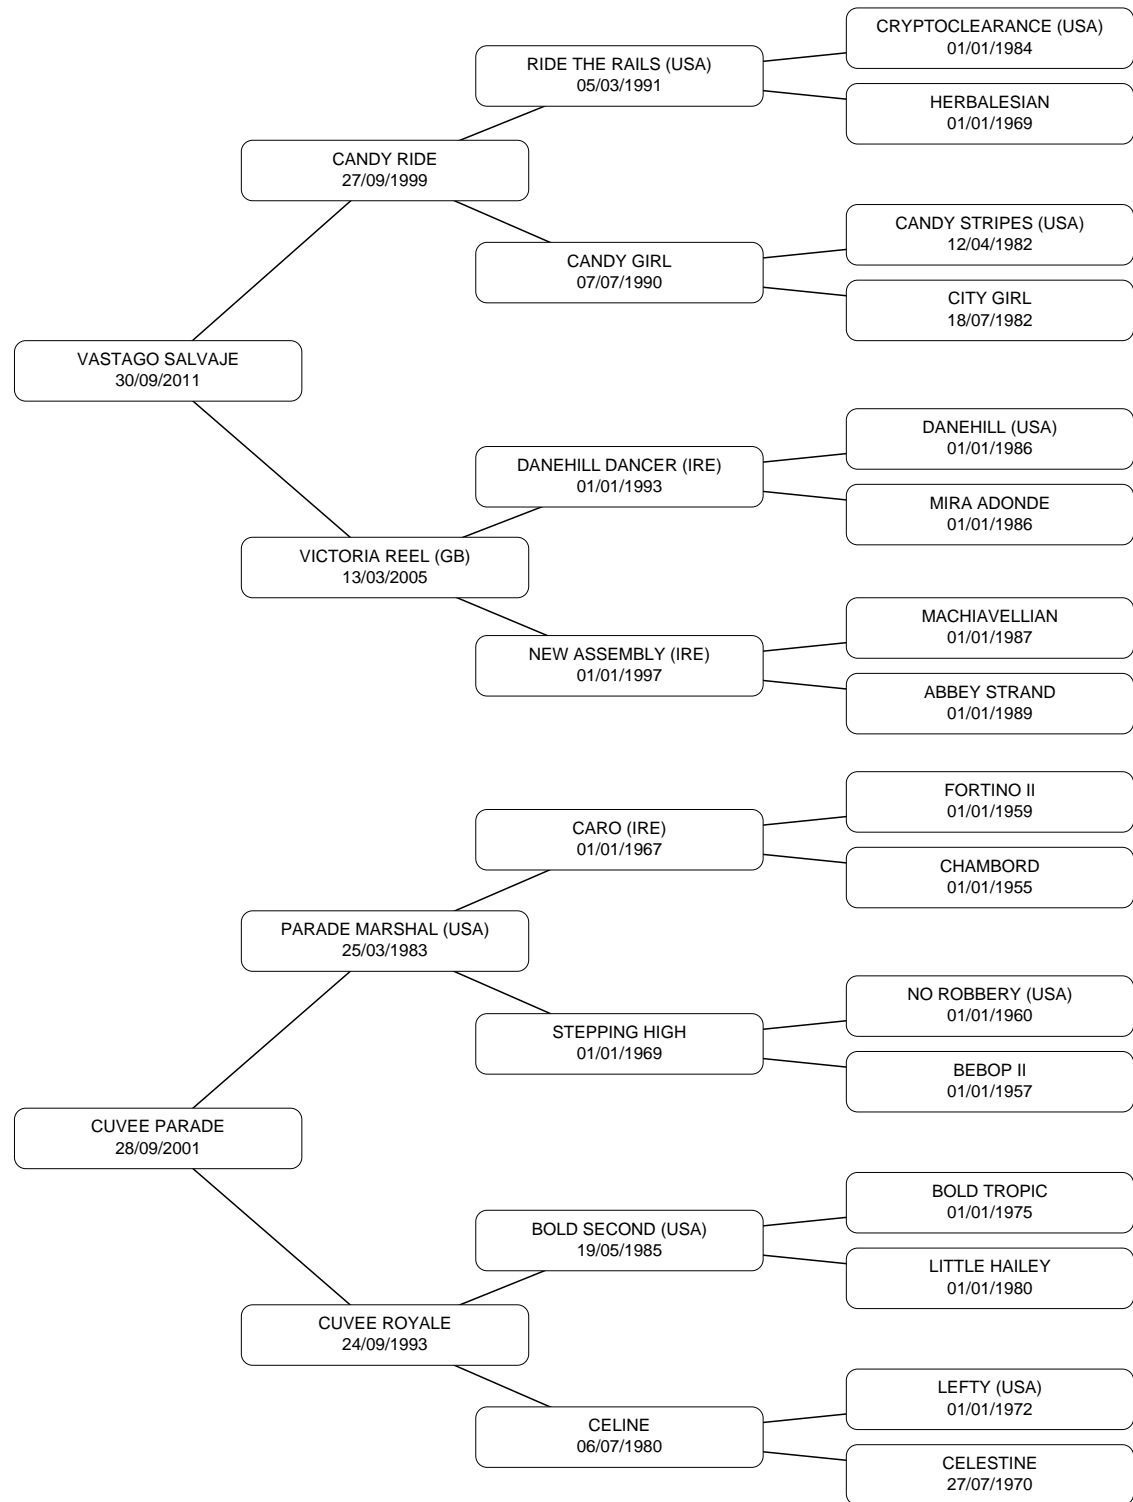 CRYPTOCLEARANCE (USA)
01/01/1984
RIDE THE RAILS (USA)
05/03/1991
HERBALESIAN
01/01/1969
CANDY RIDE
27/09/1999
CANDY STRIPES (USA)
12/04/1982
CANDY GIRL
07/07/1990
CITY GIRL
18/07/1982
VASTAGO SALVAJE
30/09/2011
DANEHILL (USA)
01/01/1986
DANEHILL DANCER (IRE)
01/01/1993
MIRA ADONDE
01/01/1986
VICTORIA REEL (GB)
13/03/2005
MACHIAVELLIAN
01/01/1987
NEW ASSEMBLY (IRE)
01/01/1997
ABBEY STRAND
01/01/1989
FORTINO II
01/01/1959
CARO (IRE)
01/01/1967
CHAMBORD
01/01/1955
PARADE MARSHAL (USA)
25/03/1983
NO ROBBERY (USA)
01/01/1960
STEPPING HIGH
01/01/1969
BEBOP II
01/01/1957
CUVEE PARADE
28/09/2001
BOLD TROPIC
01/01/1975
BOLD SECOND (USA)
19/05/1985
LITTLE HAILEY
01/01/1980
CUVEE ROYALE
24/09/1993
LEFTY (USA)
01/01/1972
CELINE
06/07/1980
CELESTINE
27/07/1970